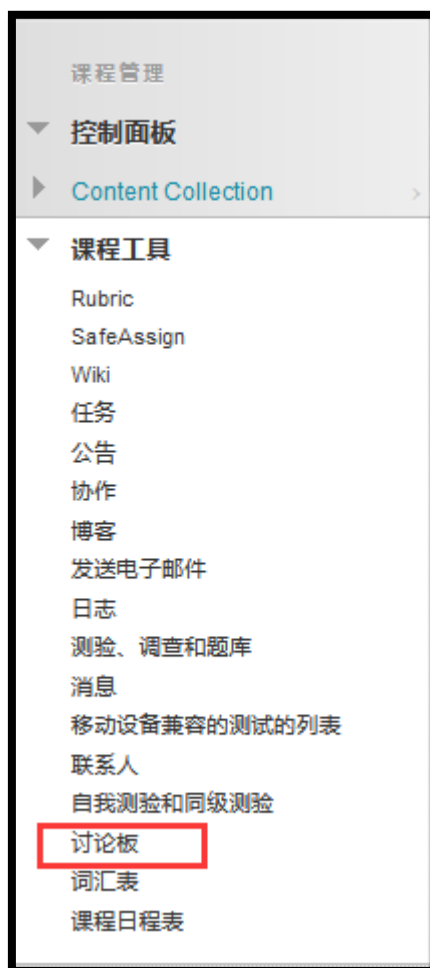 课程管理
控制面板
Content Collection
课程工具
Rubric
SafeAssign
Wiki
任务
公告
协作
博客
发送电子邮件
日志
测验、调查和题库
消息
移动设备兼容的测试的列表
联系人
自我测验和同级测验
讨论板
词汇表
课程日程表